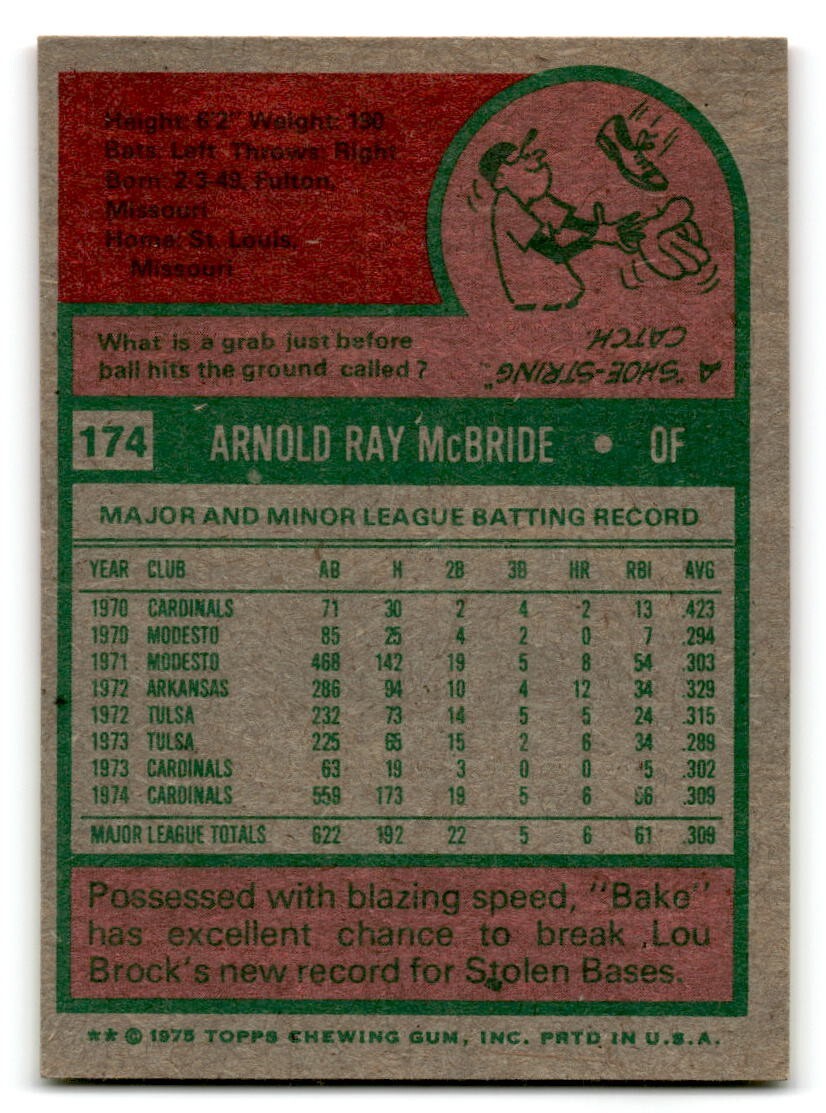 Height: 6'2" Weight: 190
Bats: Left Throws: Right
Born: 2-3-49, Fulton,
Missouri
Home: St. Louis,
Missouri
What is a grab just before
ball hits the ground called?
A "SHOE-STRING"
CATCH.
174 ARNOLD RAY McBRIDE • OF
MAJOR AND MINOR LEAGUE BATTING RECORD
YEAR CLUB AB H 2B 3B HR RBI AVG
1970 CARDINALS 71 30 2 4 2 13 .423
1970 MODESTO 85 25 4 2 0 7 .294
1971 MODESTO 468 142 19 5 8 54 .303
1972 ARKANSAS 286 94 10 4 12 34 .329
1972 TULSA 232 73 14 5 5 24 .315
1973 TULSA 225 65 15 2 6 34 .289
1973 CARDINALS 63 19 3 0 0 5 .302
1974 CARDINALS 559 173 19 5 6 56 .309
MAJOR LEAGUE TOTALS 622 192 22 5 6 61 .309
Possessed with blazing speed, "Bake"
has excellent chance to break Lou
Brock's new record for Stolen Bases.
** © 1975 TOPPS CHEWING GUM, INC. PRTD IN U.S.A.